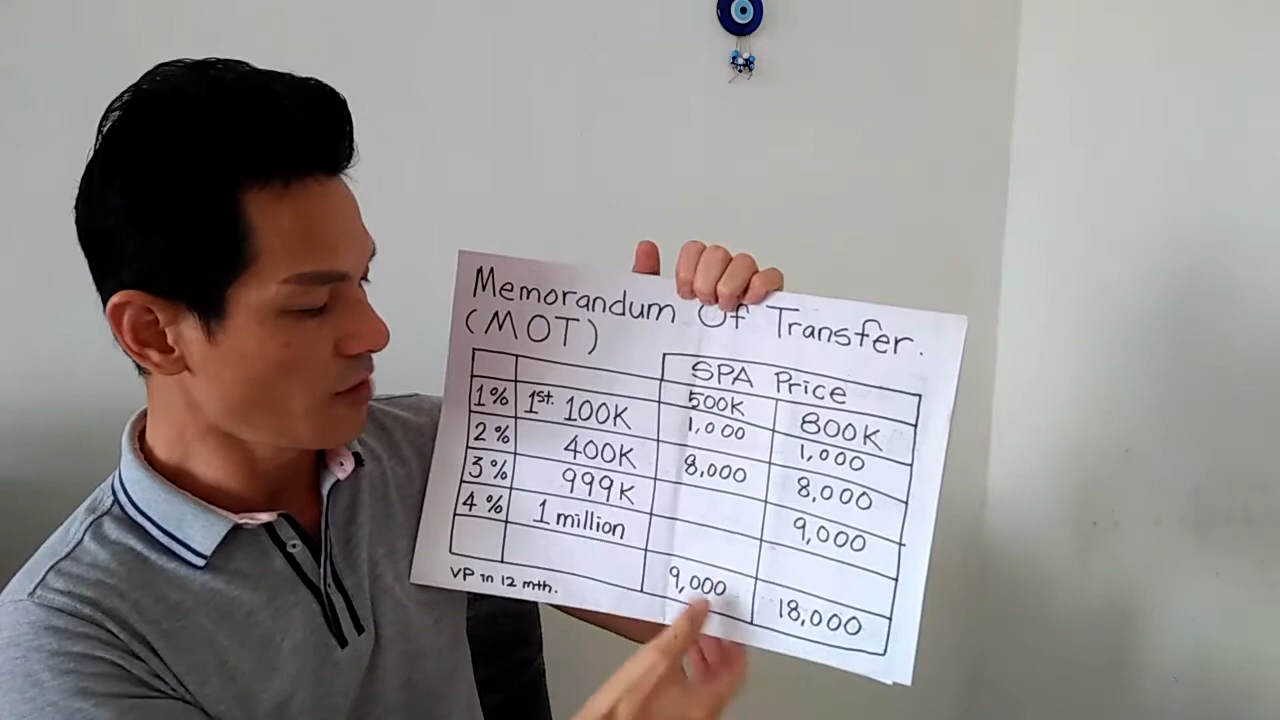 Memorandum Of Transfer.
(MOT)
SPA Price
500K 800K
1% 1st. 100K 1,000 1,000
2% 400K 8,000 8,000
3% 999K 9,000
4% 1 million
9,000 18,000
VP in 12 mth.